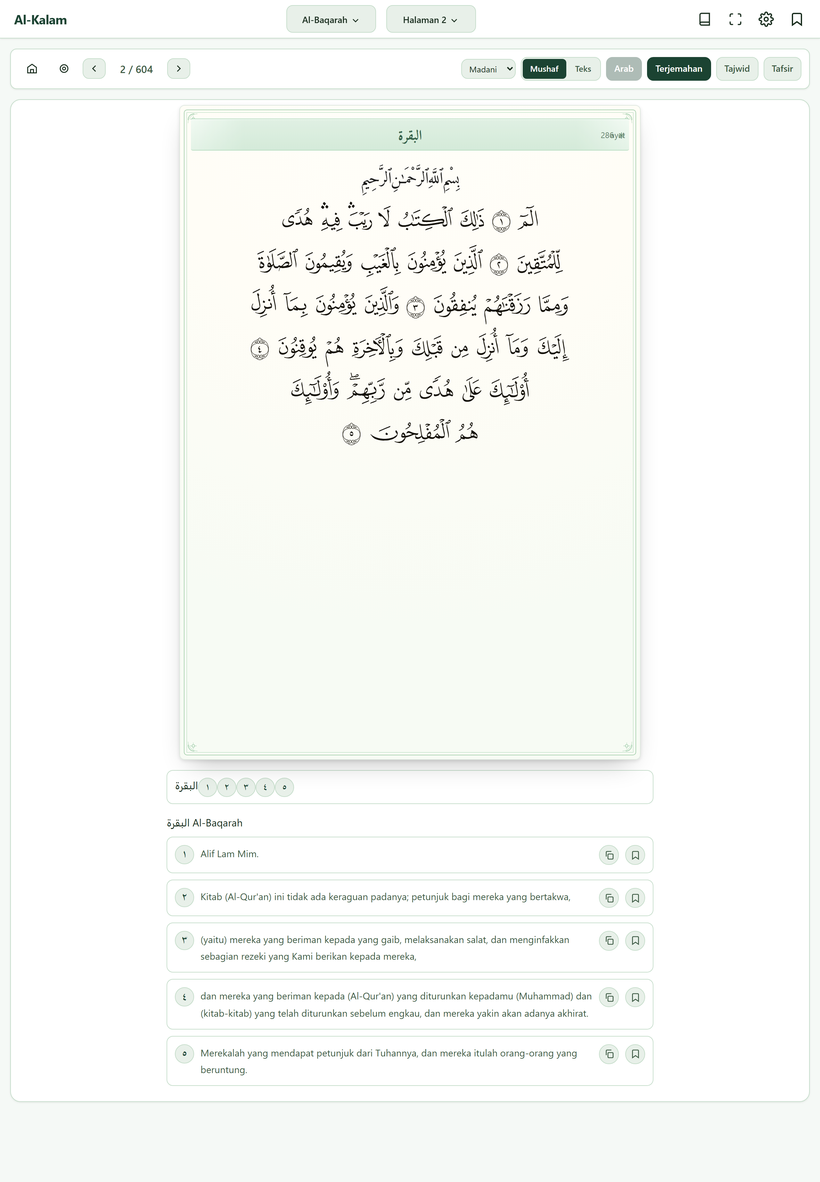 Al-Kalam
Al-Baqarah
Halaman 2
2 / 604
Madani
Mushaf
Teks
Arab
Terjemahan
Tajwid
Tafsir
البقرة
بِسْمِ ٱللَّهِ ٱلرَّحْمَٰنِ ٱلرَّحِيمِ
الٓمٓ ١ ذَٰلِكَ ٱلْكِتَٰبُ لَا رَيْبَ ۛ فِيهِ ۛ هُدًى
لِّلْمُتَّقِينَ ٢ ٱلَّذِينَ يُؤْمِنُونَ بِٱلْغَيْبِ وَيُقِيمُونَ ٱلصَّلَوٰةَ
وَمِمَّا رَزَقْنَٰهُمْ يُنفِقُونَ ٣ وَٱلَّذِينَ يُؤْمِنُونَ بِمَآ أُنزِلَ
إِلَيْكَ وَمَآ أُنزِلَ مِن قَبْلِكَ وَبِٱلْءَاخِرَةِ هُمْ يُوقِنُونَ ٤
أُو۟لَٰٓئِكَ عَلَىٰ هُدًى مِّن رَّبِّهِمْ ۖ وَأُو۟لَٰٓئِكَ
هُمُ ٱلْمُفْلِحُونَ ٥
البقرة ١ ٢ ٣ ٤ ٥
البقرة Al-Baqarah
١ Alif Lam Mim.
٢ Kitab (Al-Qur'an) ini tidak ada keraguan padanya; petunjuk bagi mereka yang bertakwa,
٣ (yaitu) mereka yang beriman kepada yang gaib, melaksanakan salat, dan menginfakkan
sebagian rezeki yang Kami berikan kepada mereka,
٤ dan mereka yang beriman kepada (Al-Qur'an) yang diturunkan kepadamu (Muhammad) dan
(kitab-kitab) yang telah diturunkan sebelum engkau, dan mereka yakin akan adanya akhirat.
٥ Merekalah yang mendapat petunjuk dari Tuhannya, dan mereka itulah orang-orang yang
beruntung.